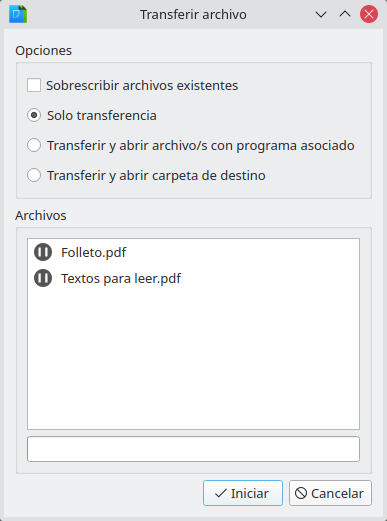 Transferir archivo
Opciones
Sobrescribir archivos existentes
Solo transferencia
Transferir y abrir archivo/s con programa asociado
Transferir y abrir carpeta de destino
Archivos
Folleto.pdf
Textos para leer.pdf
Iniciar Cancelar